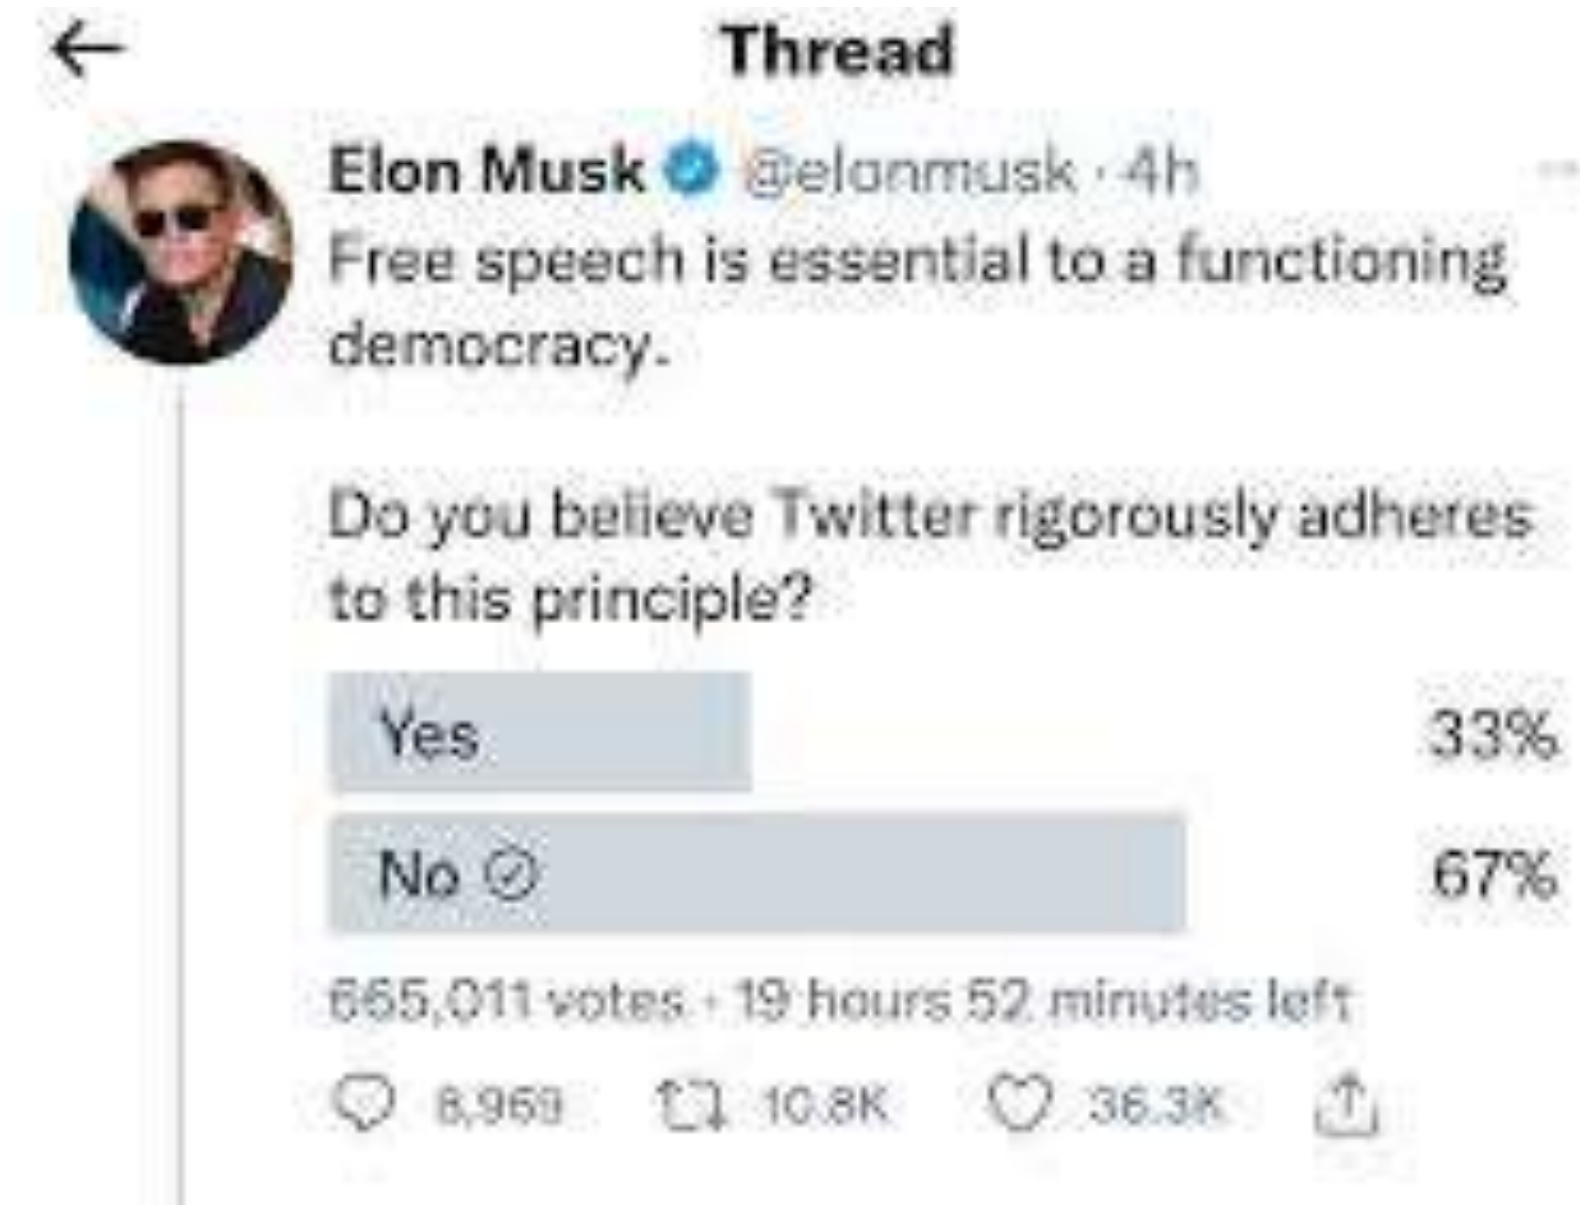 Thread
Elon Musk @elonmusk · 4h
Free speech is essential to a functioning
democracy.
Do you believe Twitter rigorously adheres
to this principle?
Yes 33%
No 67%
665,011 votes · 19 hours 52 minutes left
8,969 10.8K 36.3K